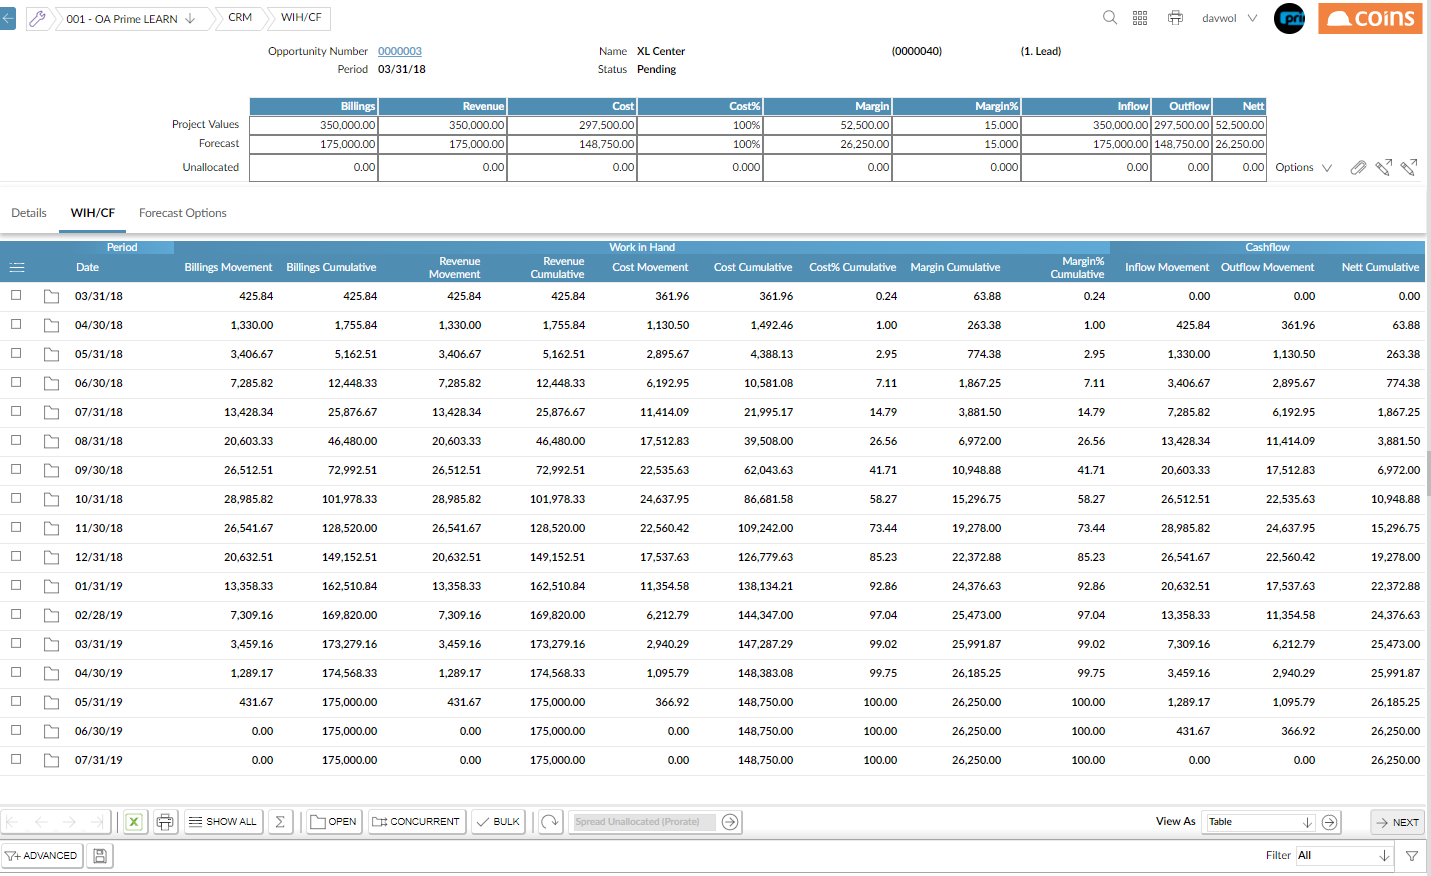 001 - OA Prime LEARN CRM WIH/CF davwol pri coins
Opportunity Number 0000003 Name XL Center (0000040) (1. Lead)
Period 03/31/18 Status Pending
Billings Revenue Cost Cost% Margin Margin% Inflow Outflow Nett
Project Values 350,000.00 350,000.00 297,500.00 100% 52,500.00 15.000 350,000.00 297,500.00 52,500.00
Forecast 175,000.00 175,000.00 148,750.00 100% 26,250.00 15.000 175,000.00 148,750.00 26,250.00
Unallocated 0.00 0.00 0.00 0.000 0.00 0.000 0.00 0.00 0.00 Options
Details WIH/CF Forecast Options
Period Work in Hand Cashflow
Date Billings Movement Billings Cumulative Revenue Movement Revenue Cumulative Cost Movement Cost Cumulative Cost% Cumulative Margin Cumulative Margin% Cumulative Inflow Movement Outflow Movement Nett Cumulative
03/31/18 425.84 425.84 425.84 425.84 361.96 361.96 0.24 63.88 0.24 0.00 0.00 0.00
04/30/18 1,330.00 1,755.84 1,330.00 1,755.84 1,130.50 1,492.46 1.00 263.38 1.00 425.84 361.96 63.88
05/31/18 3,406.67 5,162.51 3,406.67 5,162.51 2,895.67 4,388.13 2.95 774.38 2.95 1,330.00 1,130.50 263.38
06/30/18 7,285.82 12,448.33 7,285.82 12,448.33 6,192.95 10,581.08 7.11 1,867.25 7.11 3,406.67 2,895.67 774.38
07/31/18 13,428.34 25,876.67 13,428.34 25,876.67 11,414.09 21,995.17 14.79 3,881.50 14.79 7,285.82 6,192.95 1,867.25
08/31/18 20,603.33 46,480.00 20,603.33 46,480.00 17,512.83 39,508.00 26.56 6,972.00 26.56 13,428.34 11,414.09 3,881.50
09/30/18 26,512.51 72,992.51 26,512.51 72,992.51 22,535.63 62,043.63 41.71 10,948.88 41.71 20,603.33 17,512.83 6,972.00
10/31/18 28,985.82 101,978.33 28,985.82 101,978.33 24,637.95 86,681.58 58.27 15,296.75 58.27 26,512.51 22,535.63 10,948.88
11/30/18 26,541.67 128,520.00 26,541.67 128,520.00 22,560.42 109,242.00 73.44 19,278.00 73.44 28,985.82 24,637.95 15,296.75
12/31/18 20,632.51 149,152.51 20,632.51 149,152.51 17,537.63 126,779.63 85.23 22,372.88 85.23 26,541.67 22,560.42 19,278.00
01/31/19 13,358.33 162,510.84 13,358.33 162,510.84 11,354.58 138,134.21 92.86 24,376.63 92.86 20,632.51 17,537.63 22,372.88
02/28/19 7,309.16 169,820.00 7,309.16 169,820.00 6,212.79 144,347.00 97.04 25,473.00 97.04 13,358.33 11,354.58 24,376.63
03/31/19 3,459.16 173,279.16 3,459.16 173,279.16 2,940.29 147,287.29 99.02 25,991.87 99.02 7,309.16 6,212.79 25,473.00
04/30/19 1,289.17 174,568.33 1,289.17 174,568.33 1,095.79 148,383.08 99.75 26,185.25 99.75 3,459.16 2,940.29 25,991.87
05/31/19 431.67 175,000.00 431.67 175,000.00 366.92 148,750.00 100.00 26,250.00 100.00 1,289.17 1,095.79 26,185.25
06/30/19 0.00 175,000.00 0.00 175,000.00 0.00 148,750.00 100.00 26,250.00 100.00 431.67 366.92 26,250.00
07/31/19 0.00 175,000.00 0.00 175,000.00 0.00 148,750.00 100.00 26,250.00 100.00 0.00 0.00 26,250.00
SHOW ALL Σ OPEN CONCURRENT BULK Spread Unallocated (Prorate) View As Table NEXT
ADVANCED Filter All